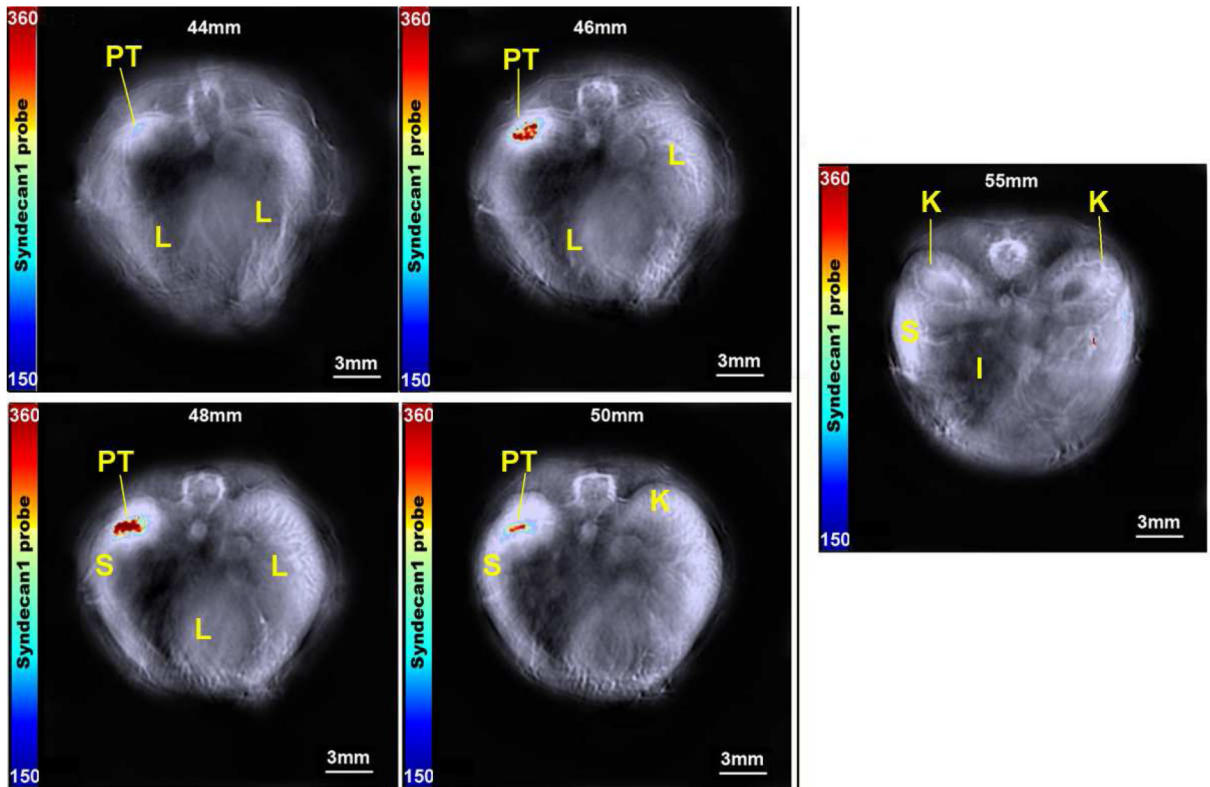 360
44mm
PT
Syndecan1 probe
L
L
150
3mm
360
46mm
PT
Syndecan1 probe
L
L
150
3mm
360
48mm
PT
Syndecan1 probe
S
L
L
150
3mm
360
50mm
PT
Syndecan1 probe
K
S
150
3mm
360
55mm
K
K
Syndecan1 probe
S
I
150
3mm